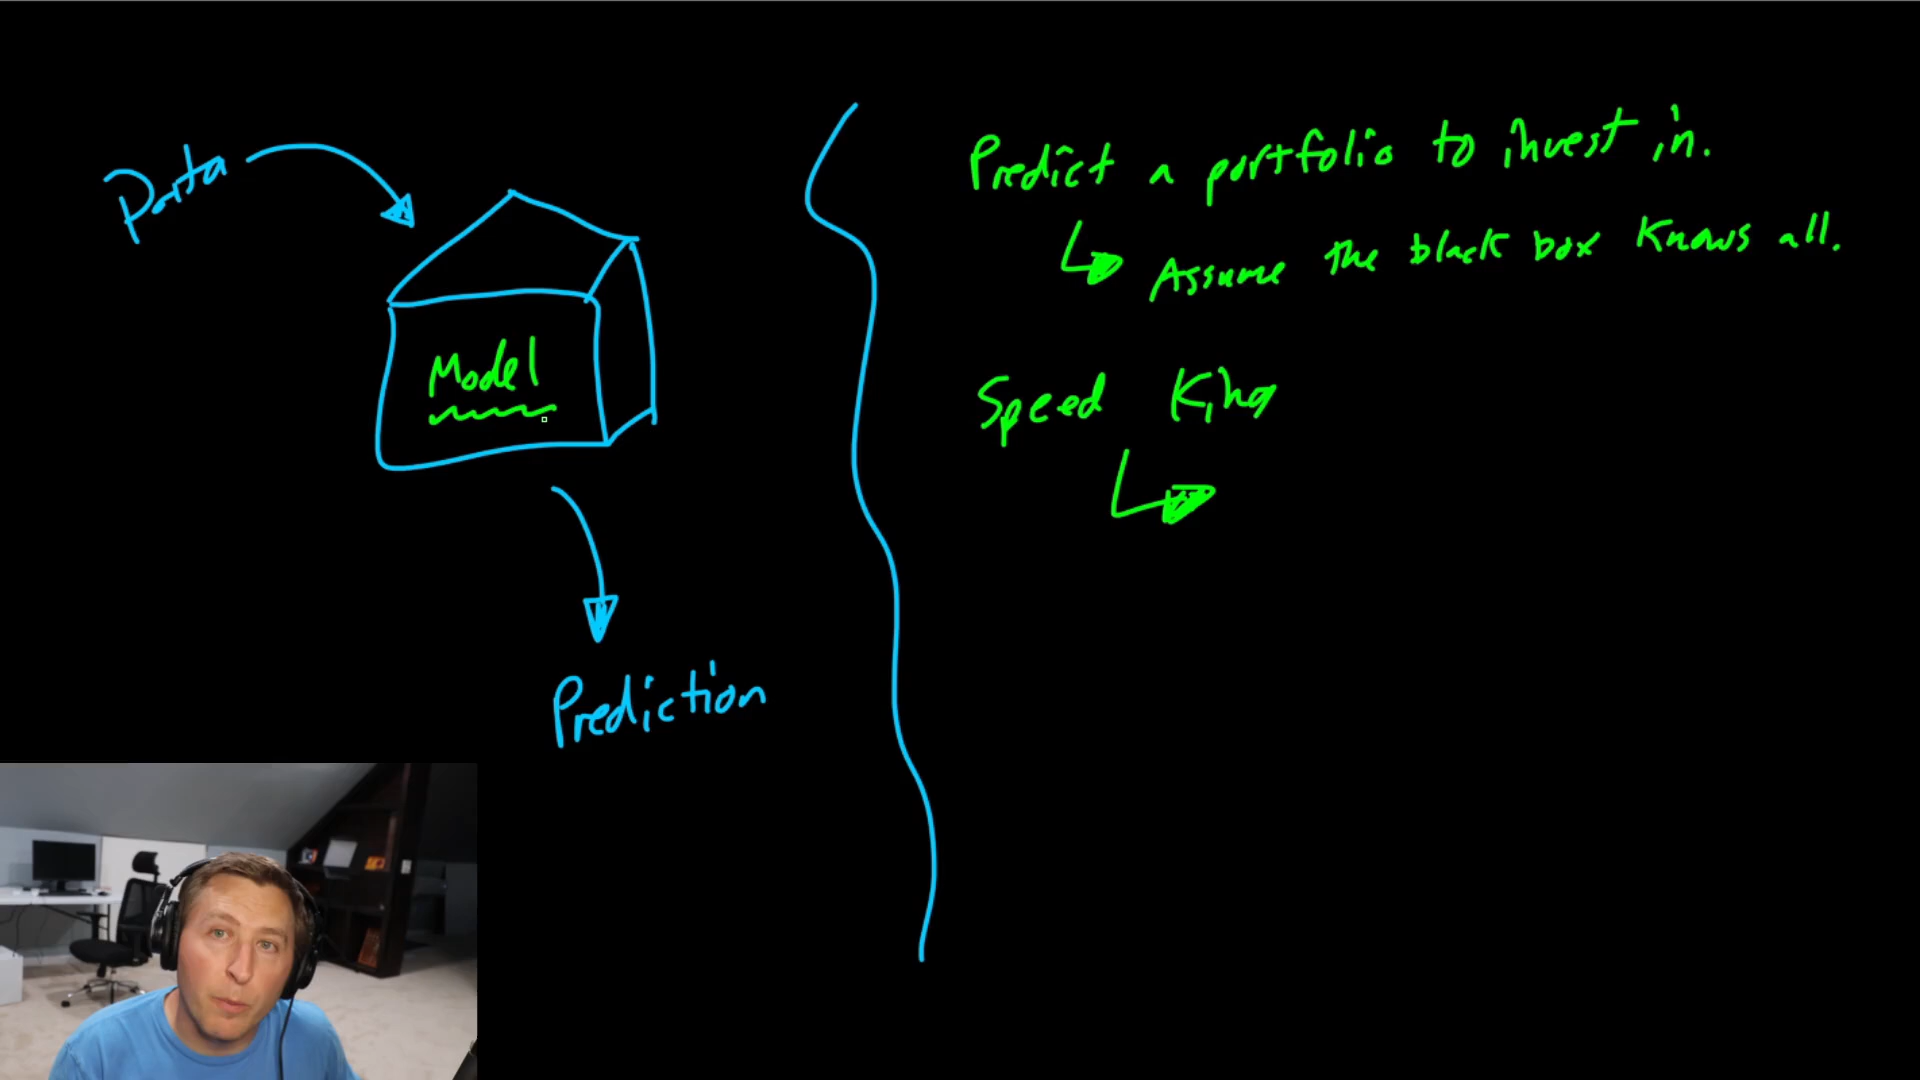 Data
Model
Prediction
Predict a portfolio to invest in.
Assume the black box knows all.
Speed King